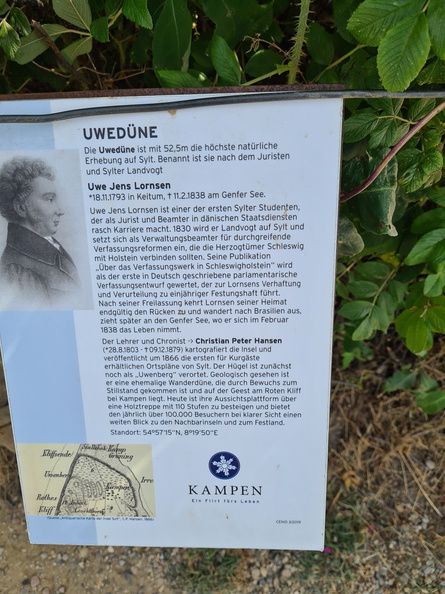 UWEDÜNE
Die Uwedüne ist mit 52,5m die höchste natürliche
Erhebung auf Sylt. Benannt ist sie nach dem Juristen
und Sylter Landvogt
Uwe Jens Lornsen
*18.11.1793 in Keitum, † 11.2.1838 am Genfer See.
Uwe Jens Lornsen ist einer der ersten Sylter Studenten,
der als Jurist und Beamter in dänischen Staatsdiensten
rasch Karriere macht. 1830 wird er Landvogt auf Sylt und
setzt sich als Verwaltungsbeamter für durchgreifende
Verfassungsreformen ein, die die Herzogtümer Schleswig
mit Holstein verbinden sollten. Seine Publikation
„Über das Verfassungswerk in Schleswigholstein" wird
als der erste in Deutsch geschriebene parlamentarische
Verfassungsentwurf gewertet, der zur Lornsens Verhaftung
und Verurteilung zu einjähriger Festungshaft führt.
Nach seiner Freilassung kehrt Lornsen seiner Heimat
endgültig den Rücken zu und wandert nach Brasilien aus,
zieht später an den Genfer See, wo er sich im Februar
1838 das Leben nimmt.
Der Lehrer und Chronist → Christian Peter Hansen
(*28.8.1803 - †09.12.1879) kartografiert die Insel und
veröffentlicht um 1866 die ersten für Kurgäste
erhältlichen Ortspläne von Sylt. Der Hügel ist zunächst
noch als „Uwenberg" verortet. Geologisch gesehen ist
er eine ehemalige Wanderdüne, die durch Bewuchs zum
Stillstand gekommen ist und auf der Geest am Roten Kliff
bei Kampen liegt. Heute ist ihre Aussichtsplattform über
eine Holztreppe mit 110 Stufen zu besteigen und bietet
den jährlich über 100.000 Besuchern bei klarer Sicht einen
weiten Blick zu den Nachbarinseln und zum Festland.
Standort: 54°57'15"N, 8°19'50"E
Kliffende
Kamp
Kampen
Rothes
Kliff
KAMPEN
Ein Flirt fürs Leben